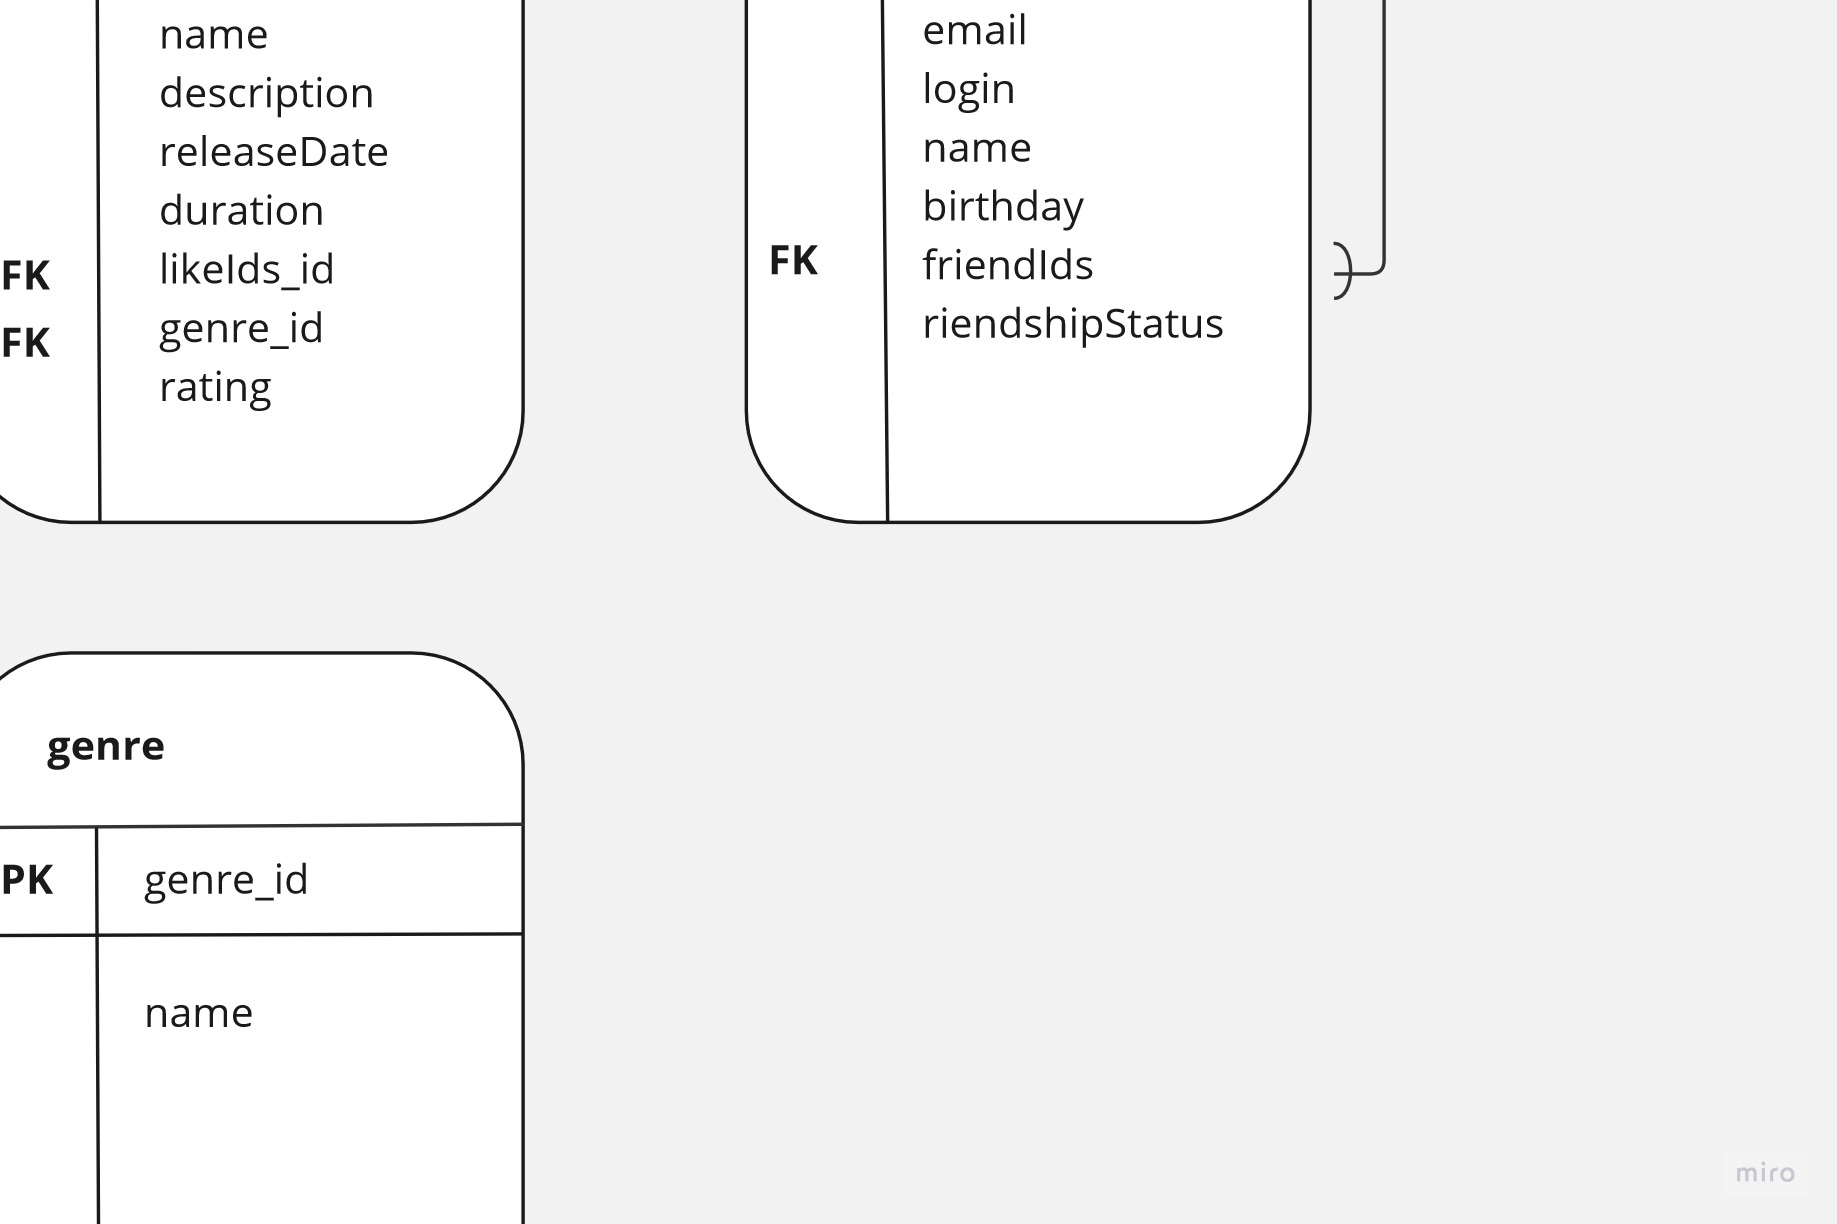 name
description
releaseDate
duration
FK likeIds_id
FK genre_id
rating
email
login
name
birthday
FK friendIds
riendshipStatus
genre
PK genre_id
name
miro